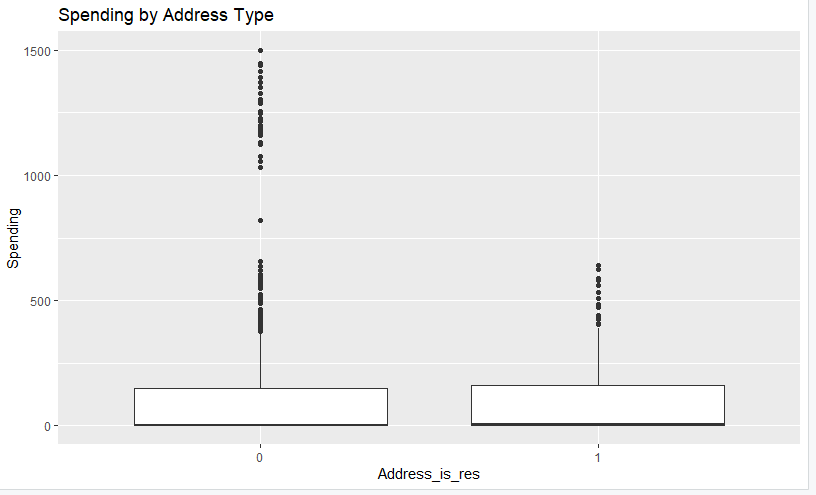 Spending by Address Type
1500
1000
500
0
Spending
0 1
Address_is_res